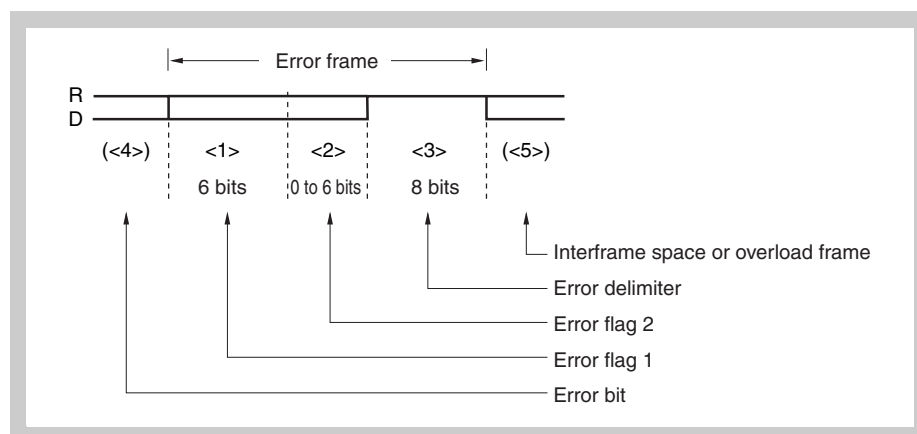 Error frame
R
D
(<4>) <1> <2> <3> (<5>)
6 bits 0 to 6 bits 8 bits
Interframe space or overload frame
Error delimiter
Error flag 2
Error flag 1
Error bit